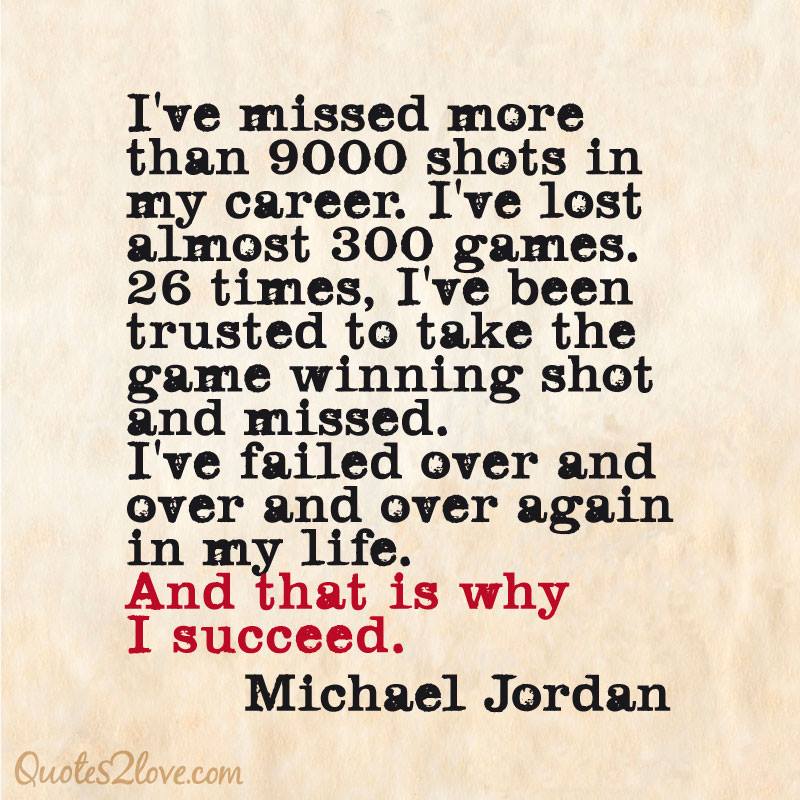 I've missed more
than 9000 shots in
my career. I've lost
almost 300 games.
26 times, I've been
trusted to take the
game winning shot
and missed.
I've failed over and
over and over again
in my life.
And that is why
I succeed.
Michael Jordan
Quotes2love.com